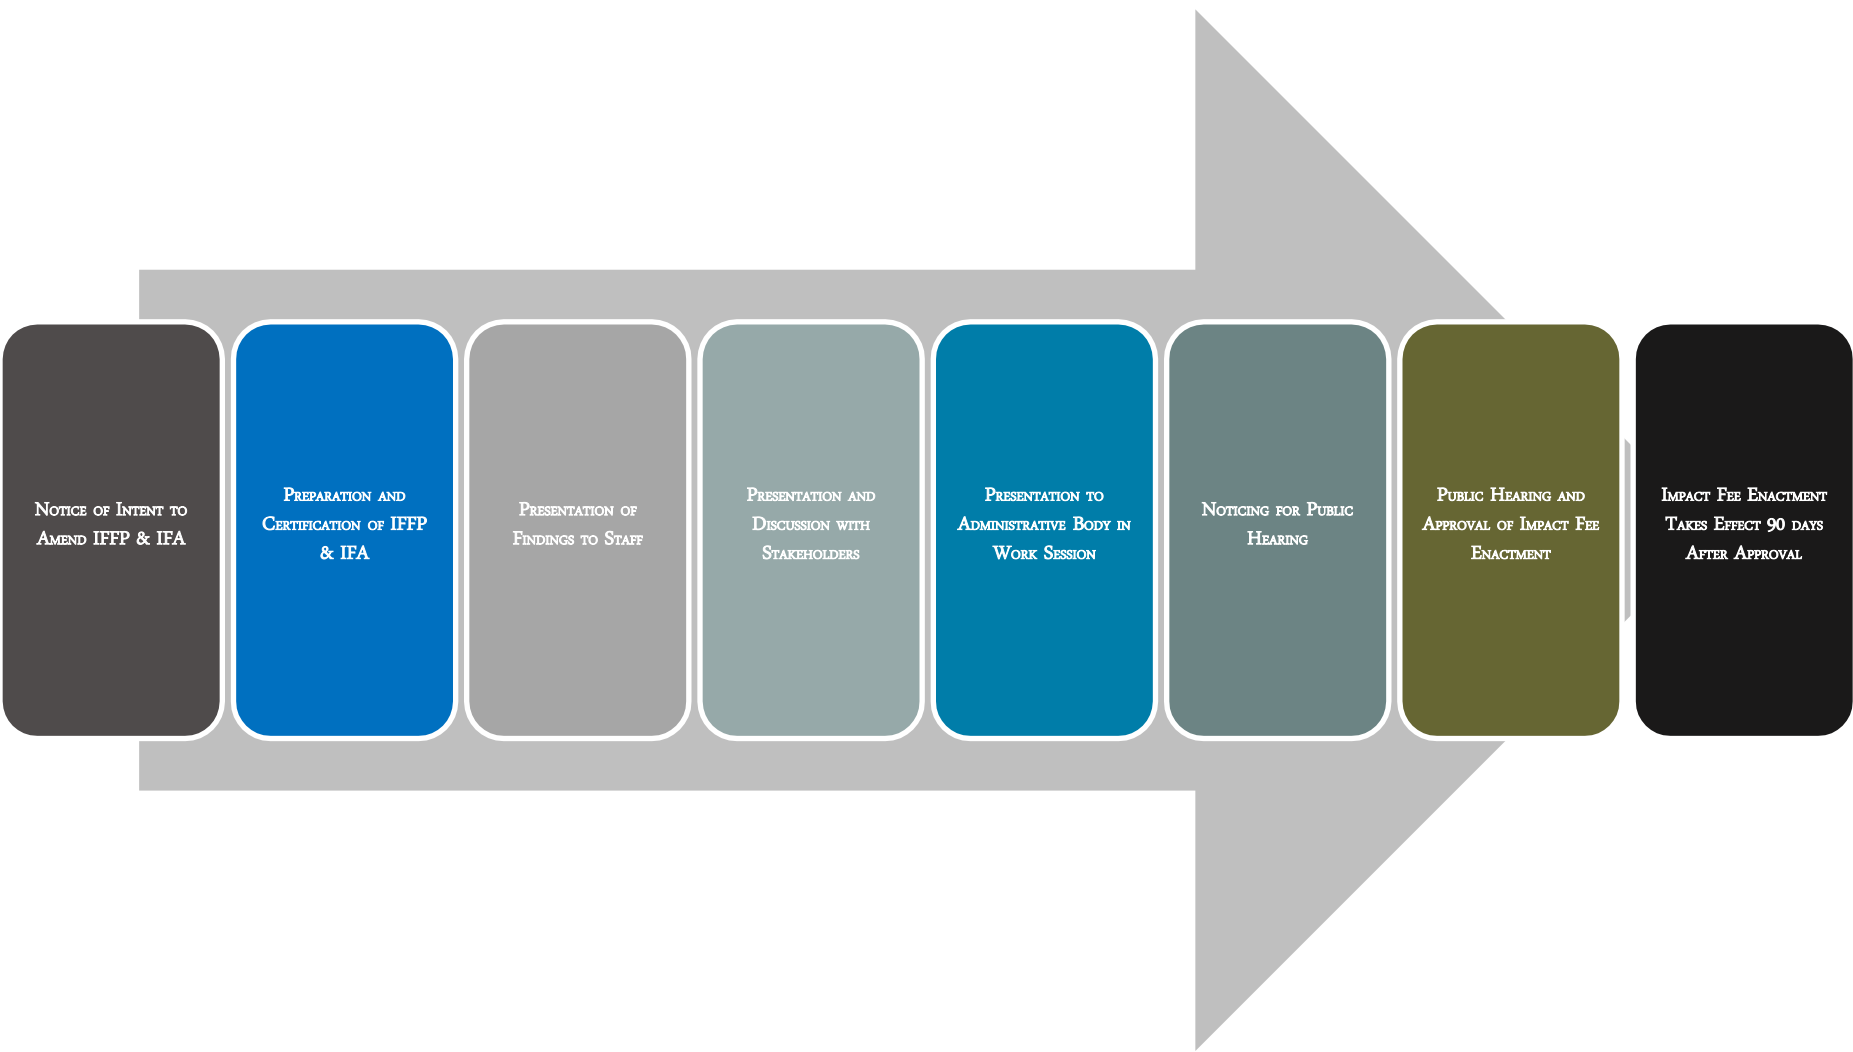 Notice of Intent to
Amend IFFP & IFA
Preparation and
Certification of IFFP
& IFA
Presentation of
Findings to Staff
Presentation and
Discussion with
Stakeholders
Presentation to
Administrative Body in
Work Session
Noticing for Public
Hearing
Public Hearing and
Approval of Impact Fee
Enactment
Impact Fee Enactment
Takes Effect 90 days
After Approval